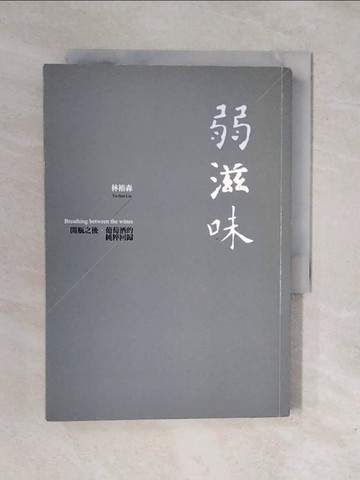 弱滋味
林裕森
Yu-Sen Lin
Breathing between the wines
開瓶之後，葡萄酒的
純粹回歸